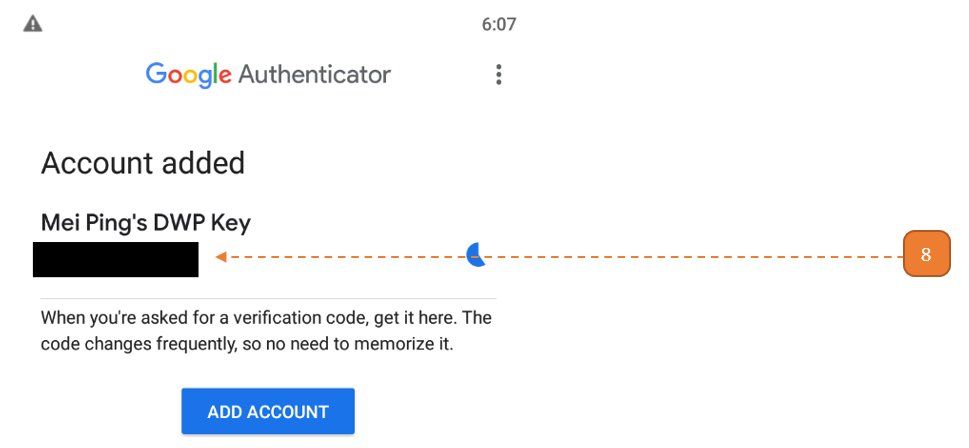 6:07
Google Authenticator
Account added
Mei Ping's DWP Key
8
When you're asked for a verification code, get it here. The
code changes frequently, so no need to memorize it.
ADD ACCOUNT